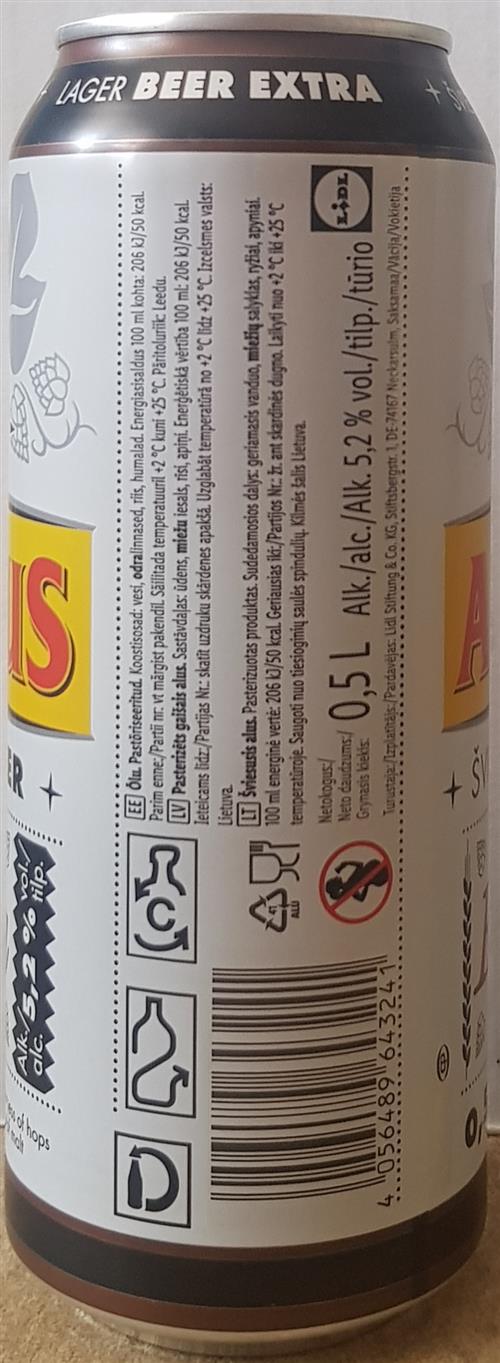 LAGER BEER EXTRA
EE Õlu. Pastöriseeritud. Koostisosad: vesi, odralinnased, riis, humalad. Energiasisaldus 100 ml kohta: 206 kJ/50 kcal.
Parim enne:/Partii nr: vt märgist pakendil. Säilitada temperatuuril +2 °C kuni +25 °C. Päritoluriik: Leedu.
LV Pasterizēts gaišais alus. Sastāvdaļas: ūdens, miežu iesals, rīsi, apiņi. Enerģētiskā vērtība 100 ml: 206 kJ/50 kcal.
Ieteicams līdz:/Partijas Nr.: skatīt uzdruku skārdenes apakšā. Uzglabāt temperatūrā no +2 °C līdz +25 °C. Izcelsmes valsts:
Lietuva.
LT Šviesusis alus. Pasterizuotas produktas. Sudedamosios dalys: geriamasis vanduo, miežių salyklas, ryžiai, apyniai.
100 ml energinė vertė: 206 kJ/50 kcal. Geriausias iki:/Partijos Nr.: žr. ant skardinės dugno. Laikyti nuo +2 °C iki +25 °C
temperatūroje. Saugoti nuo tiesioginių saulės spindulių. Kilmės šalis Lietuva.
Netokogus:/
Neto daudzums:/
Grynasis kiekis:
0,5 L Alk./alc./Alk. 5,2 % vol./tilp./tūrio
LIDL
Turustaja:/Izplatītājs:/Pardavėjas: Lidl Stiftung & Co. KG, Stiftsbergstr. 1, DE-74167 Neckarsulm, Saksamaa/Vācija/Vokietija
41
ALU
4 056489 643241
US
ER
Alk./
alc. 5,2 % vol./
tilp.
of hops
malt
A
ŠV
0,